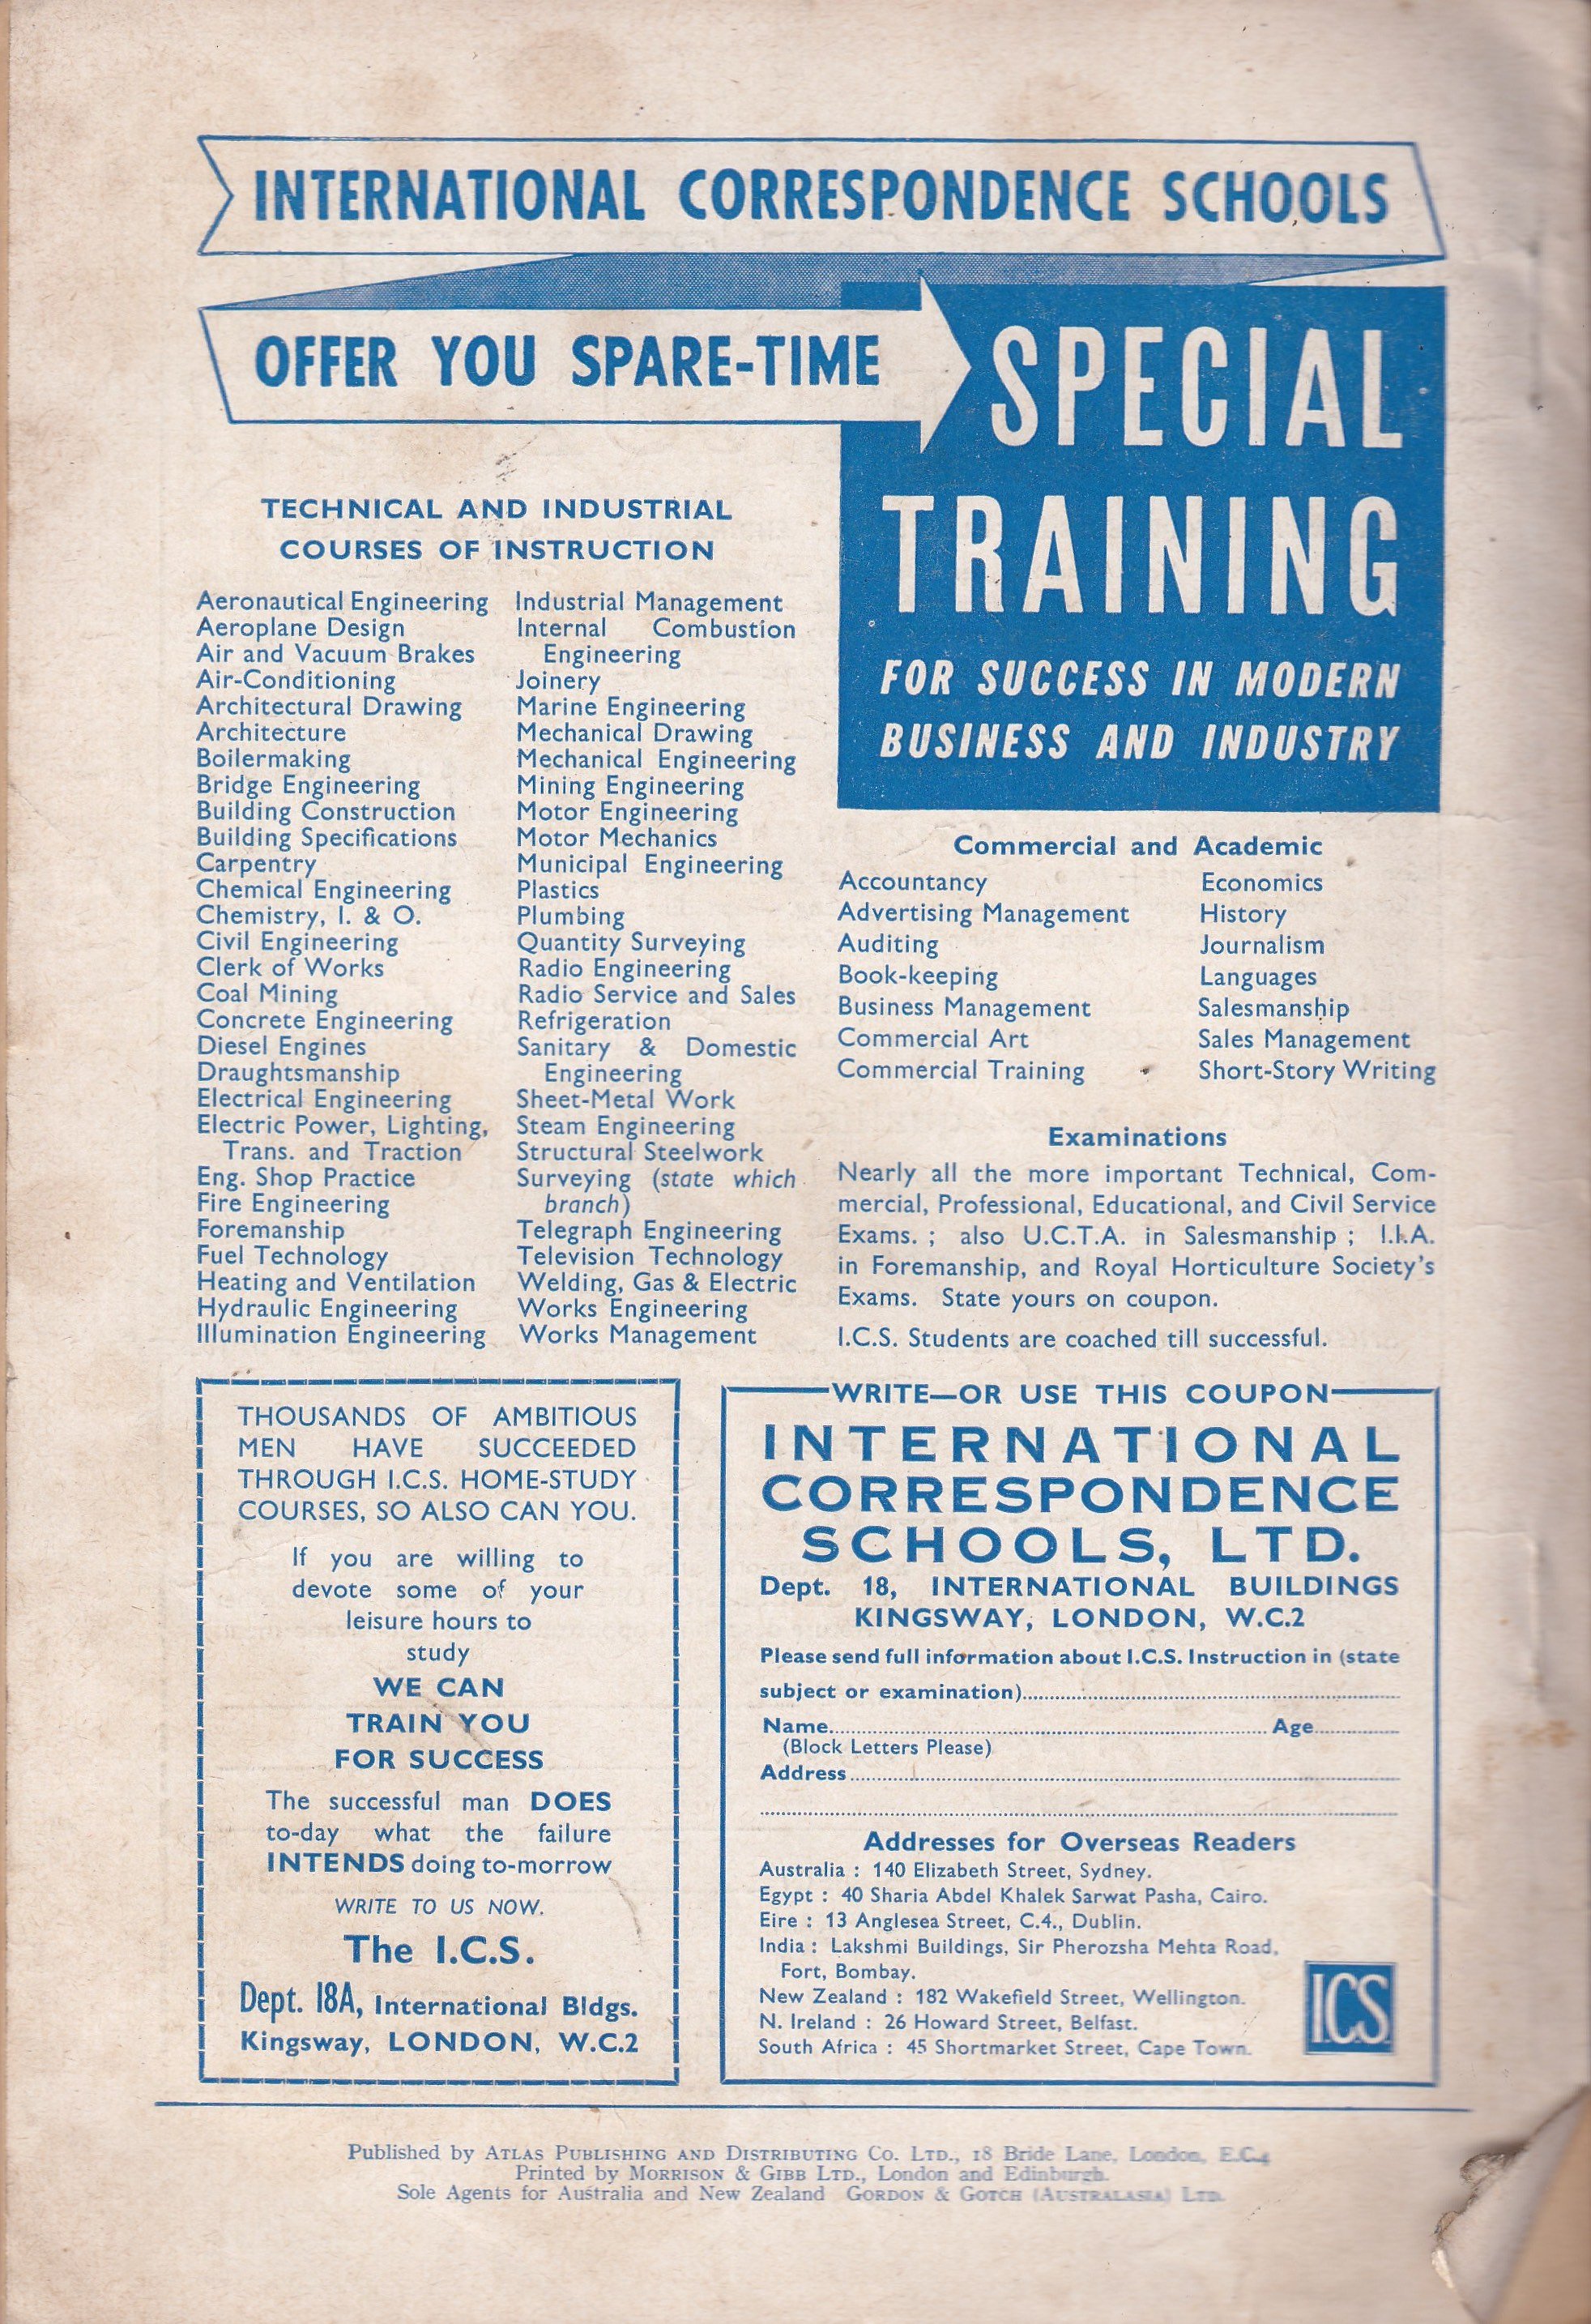 INTERNATIONAL CORRESPONDENCE SCHOOLS
OFFER YOU SPARE-TIME
SPECIAL
TRAINING
FOR SUCCESS IN MODERN
BUSINESS AND INDUSTRY
TECHNICAL AND INDUSTRIAL
COURSES OF INSTRUCTION
Aeronautical Engineering
Aeroplane Design
Air and Vacuum Brakes
Air-Conditioning
Architectural Drawing
Architecture
Boilermaking
Bridge Engineering
Building Construction
Building Specifications
Carpentry
Chemical Engineering
Chemistry, I. & O.
Civil Engineering
Clerk of Works
Coal Mining
Concrete Engineering
Diesel Engines
Draughtsmanship
Electrical Engineering
Electric Power, Lighting,
Trans. and Traction
Eng. Shop Practice
Fire Engineering
Foremanship
Fuel Technology
Heating and Ventilation
Hydraulic Engineering
Illumination Engineering
Industrial Management
Internal Combustion
Engineering
Joinery
Marine Engineering
Mechanical Drawing
Mechanical Engineering
Mining Engineering
Motor Engineering
Motor Mechanics
Municipal Engineering
Plastics
Plumbing
Quantity Surveying
Radio Engineering
Radio Service and Sales
Refrigeration
Sanitary & Domestic
Engineering
Sheet-Metal Work
Steam Engineering
Structural Steelwork
Surveying (state which
branch)
Telegraph Engineering
Television Technology
Welding, Gas & Electric
Works Engineering
Works Management
Commercial and Academic
Accountancy
Advertising Management
Auditing
Book-keeping
Business Management
Commercial Art
Commercial Training
Economics
History
Journalism
Languages
Salesmanship
Sales Management
Short-Story Writing
Examinations
Nearly all the more important Technical, Com-
mercial, Professional, Educational, and Civil Service
Exams. ; also U.C.T.A. in Salesmanship ; I.I.A.
in Foremanship, and Royal Horticulture Society's
Exams. State yours on coupon.
I.C.S. Students are coached till successful.
THOUSANDS OF AMBITIOUS
MEN HAVE SUCCEEDED
THROUGH I.C.S. HOME-STUDY
COURSES, SO ALSO CAN YOU.
If you are willing to
devote some of your
leisure hours to
study
WE CAN
TRAIN YOU
FOR SUCCESS
The successful man DOES
to-day what the failure
INTENDS doing to-morrow
WRITE TO US NOW.
The I.C.S.
Dept. 18A, International Bldgs.
Kingsway, LONDON, W.C.2
WRITE—OR USE THIS COUPON
INTERNATIONAL
CORRESPONDENCE
SCHOOLS, LTD.
Dept. 18, INTERNATIONAL BUILDINGS
KINGSWAY, LONDON, W.C.2
Please send full information about I.C.S. Instruction in (state
subject or examination)
Name Age
(Block Letters Please)
Address
Addresses for Overseas Readers
Australia : 140 Elizabeth Street, Sydney.
Egypt : 40 Sharia Abdel Khalek Sarwat Pasha, Cairo.
Eire : 13 Anglesea Street, C.4., Dublin.
India : Lakshmi Buildings, Sir Pherozsha Mehta Road,
Fort, Bombay.
New Zealand : 182 Wakefield Street, Wellington.
N. Ireland : 26 Howard Street, Belfast.
South Africa : 45 Shortmarket Street, Cape Town.
ICS
Published by ATLAS PUBLISHING AND DISTRIBUTING CO. LTD., 18 Bride Lane, London, E.C.4
Printed by MORRISON & GIBB LTD., London and Edinburgh.
Sole Agents for Australia and New Zealand GORDON & GOTCH (AUSTRALASIA) LTD.